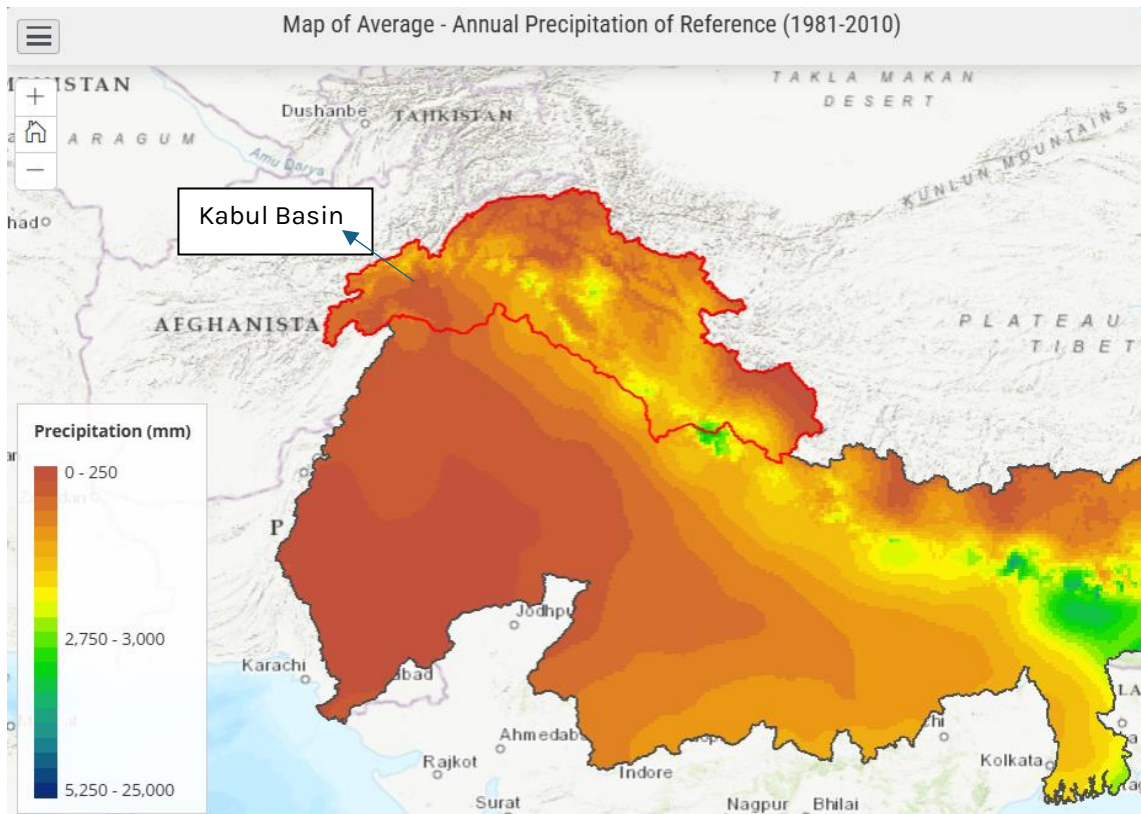 Map of Average - Annual Precipitation of Reference (1981-2010)
ISTAN
TAKLA MAKAN
DESERT
Dushanbe
TAJIKISTAN
ARAGUM
Amu Darya
KUNLUN MOUNTAINS
Kabul Basin
had
AFGHANISTA
PLATEAU
TIBET
Precipitation (mm)
0 - 250
2,750 - 3,000
5,250 - 25,000
P
Jodhpu
Karachi
bad
Ahmedab
Rajkot
Indore
Kolkata
LA
Surat
Nagpur
Bhilai